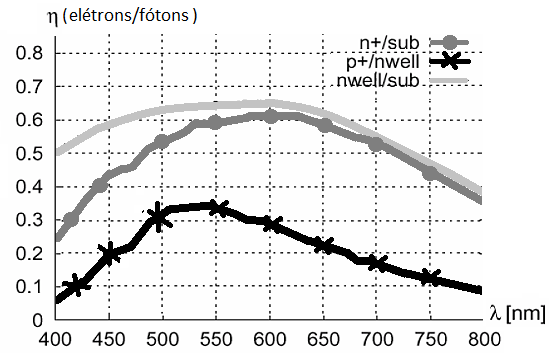 η (elétrons/fótons)
n+/sub
p+/nwell
nwell/sub
0.8
0.7
0.6
0.5
0.4
0.3
0.2
0.1
0
400 450 500 550 600 650 700 750 800
λ [nm]